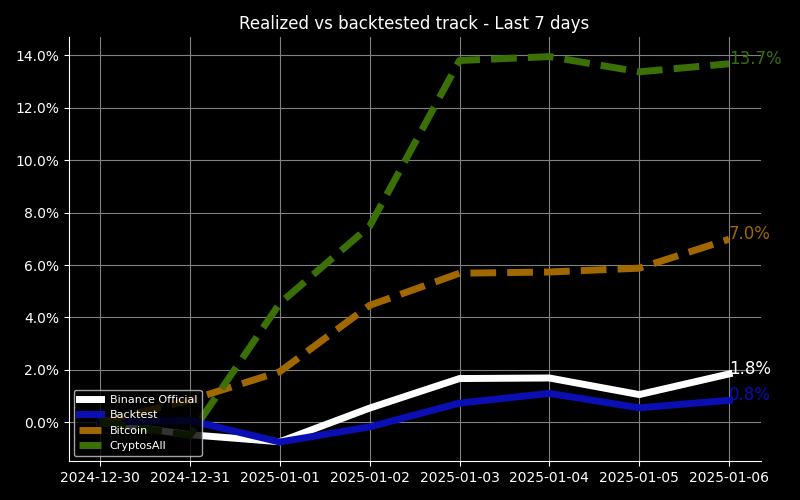 Realized vs backtested track - Last 7 days
14.0%
12.0%
10.0%
8.0%
6.0%
4.0%
2.0%
0.0%
13.7%
7.0%
1.8%
0.8%
Binance Official
Backtest
Bitcoin
CryptosAll
2024-12-30 2024-12-31 2025-01-01 2025-01-02 2025-01-03 2025-01-04 2025-01-05 2025-01-06